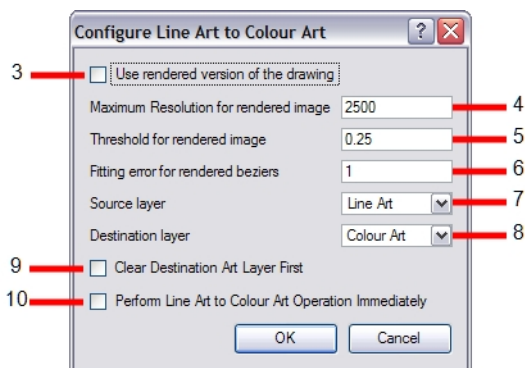 Configure Line Art to Colour Art ?
3 Use rendered version of the drawing
Maximum Resolution for rendered image 2500 4
Threshold for rendered image 0.25 5
Fitting error for rendered beziers 1 6
Source layer Line Art 7
Destination layer Colour Art 8
9 Clear Destination Art Layer First
10 Perform Line Art to Colour Art Operation Immediately
OK Cancel